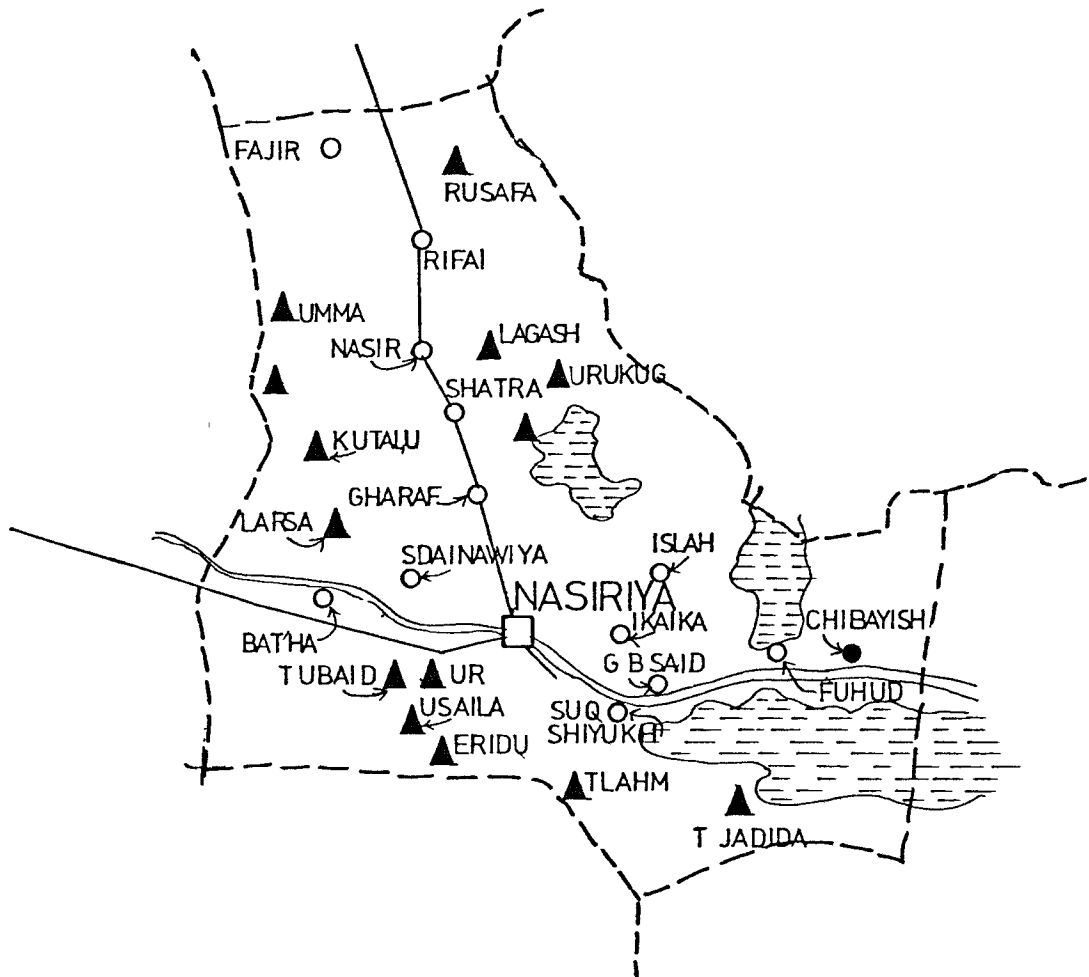 FAJIR
RUSAFA
RIFAI
UMMA
NASIR
LAGASH
SHATRA
URUKUG
KUTALU
GHARAF
LARSA
SDAINAWIYA
ISLAH
NASIRIYA
IKAIKA
BAT'HA
CHIBAYISH
G B SAID
TUBAID
UR
FUHUD
USAILA
SUQ
SHIYUKH
ERIDU
TLAHM
T JADIDA